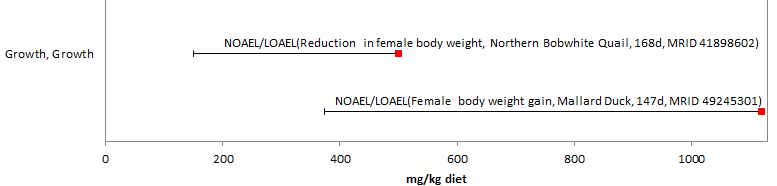 NOAEL/LOAEL(Reduction in female body weight, Northern Bobwhite Quail, 168d, MRID 41898602)
Growth, Growth
NOAEL/LOAEL(Female body weight gain, Mallard Duck, 147d, MRID 49245301)
0 200 400 600 800 1000
mg/kg diet